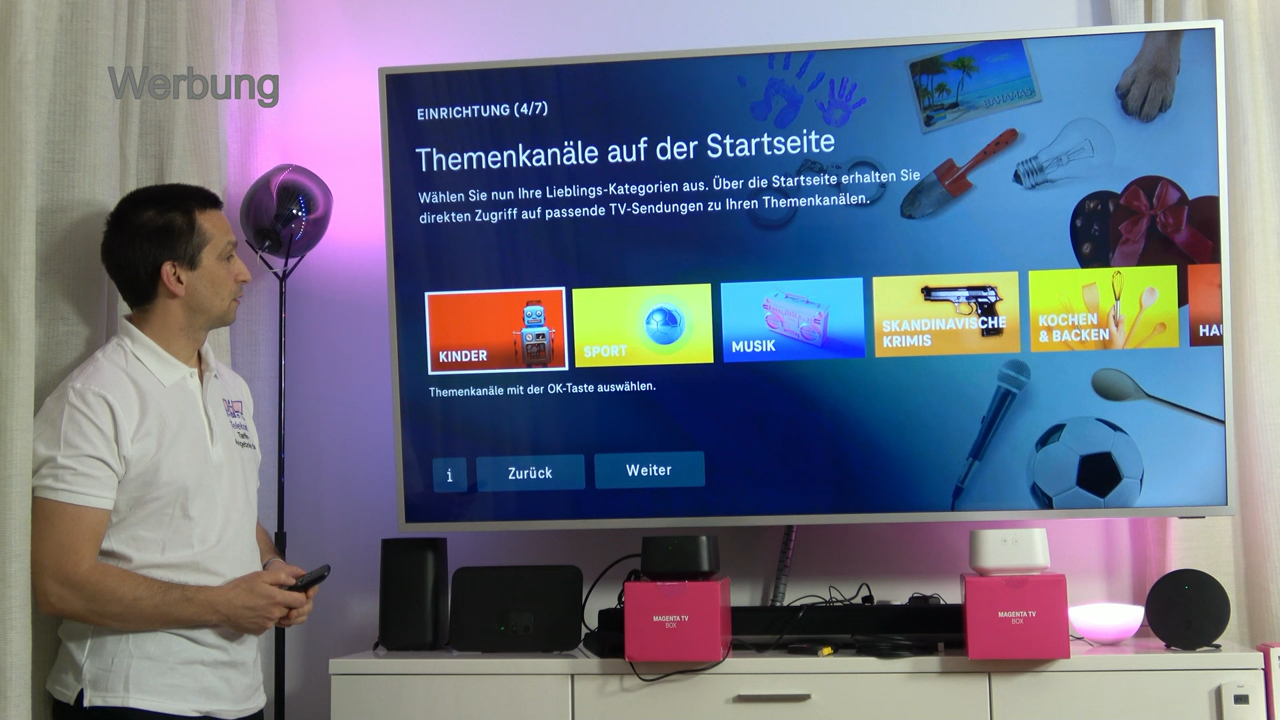 Werbung
EINRICHTUNG (4/7)
Themenkanäle auf der Startseite
Wählen Sie nun Ihre Lieblings-Kategorien aus. Über die Startseite erhalten Sie
direkten Zugriff auf passende TV-Sendungen zu Ihren Themenkanälen.
BAHAMAS
KINDER
SPORT
MUSIK
SKANDINAVISCHE
KRIMIS
KOCHEN
& BACKEN
Themenkanäle mit der OK-Taste auswählen.
i
Zurück
Weiter
MAGENTA TV
BOX
MAGENTA TV
BOX